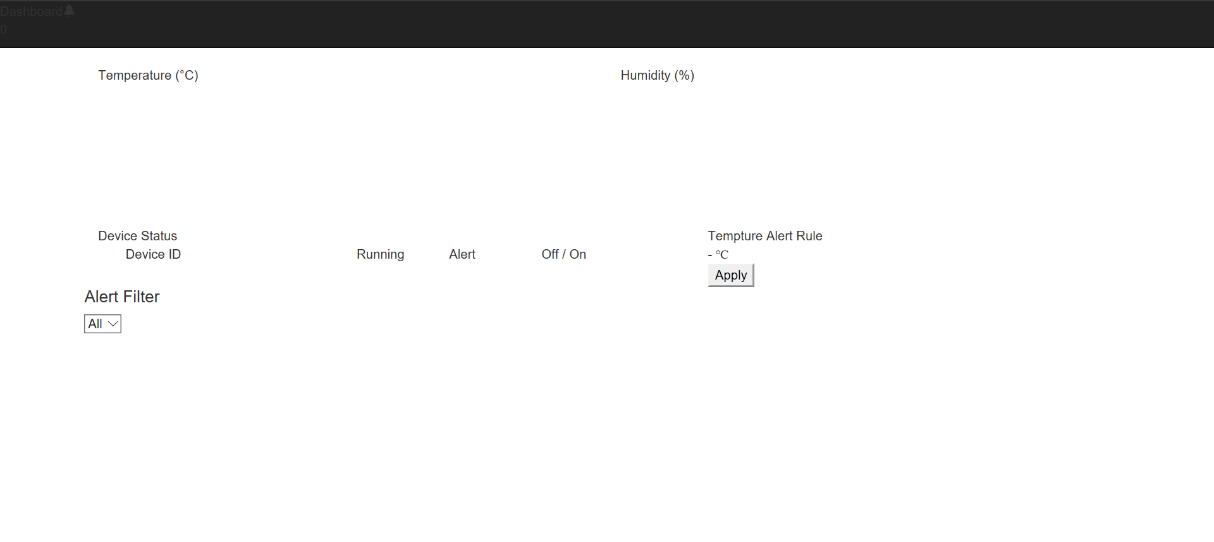 Dashboard
0
Temperature (°C)
Humidity (%)
Device Status
Device ID Running Alert Off / On
Tempture Alert Rule
- °C
Apply
Alert Filter
All